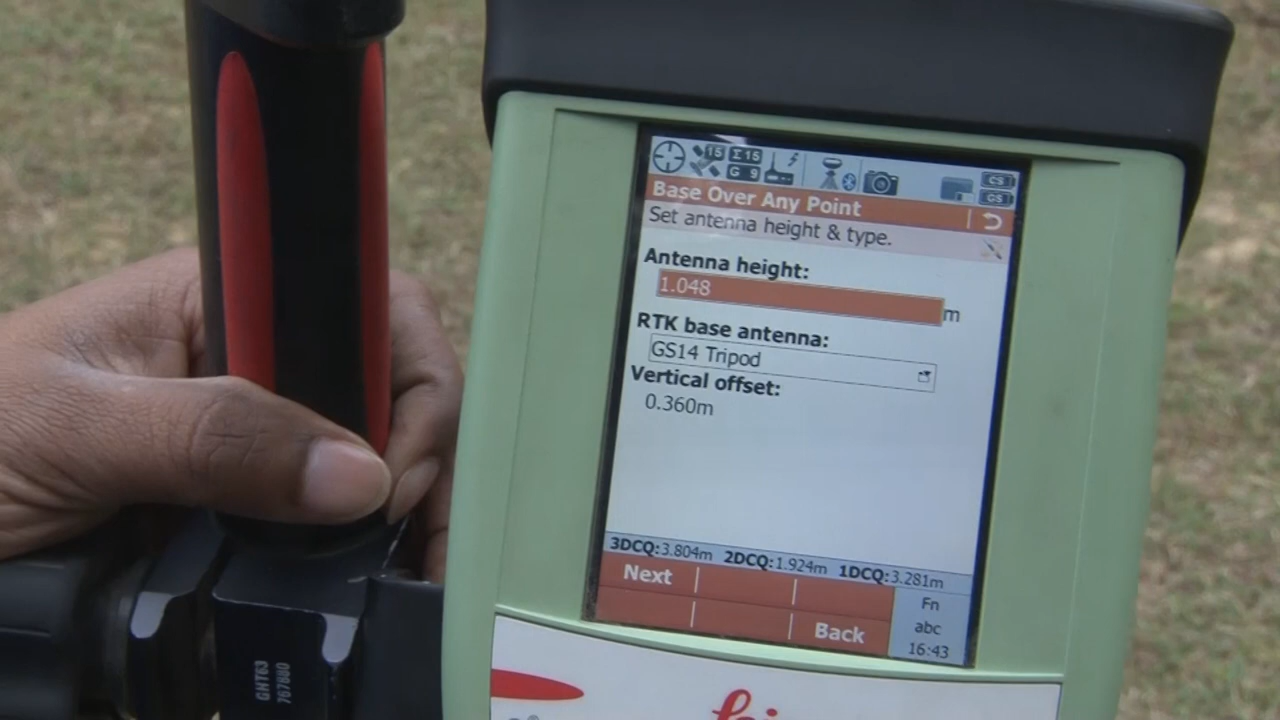 15 Σ 15
G 9
CS
GS
Base Over Any Point
Set antenna height & type.
Antenna height:
1.048 m
RTK base antenna:
GS14 Tripod
Vertical offset:
0.360m
3DCQ:3.804m 2DCQ:1.924m 1DCQ:3.281m
Next
Fn
abc
Back
16:43
GHT63
767880